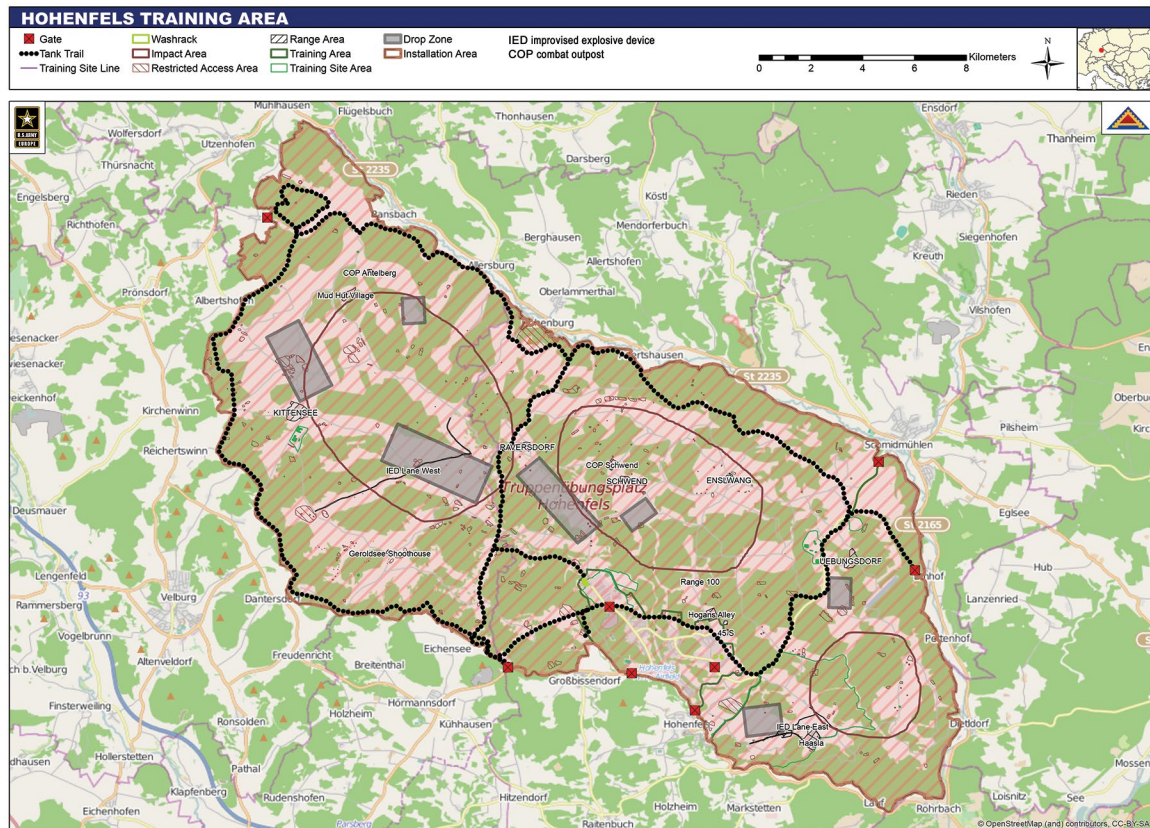 HOHENFELS TRAINING AREA
Gate
Tank Trail
Training Site Line
Washrack
Impact Area
Restricted Access Area
Range Area
Training Area
Training Site Area
Drop Zone
Installation Area
IED improvised explosive device
COP combat outpost
0 2 4 6 8 Kilometers
N
U.S. ARMY
EUROPE
Muhlhausen
Flügelsbuch
Thonhausen
Ensdorf
Wolfersdorf
Utzenhofen
Thanheim
Darsberg
Thürsnacht
St 2235
Engelsberg
Köstl
Rieden
Richthofen
Ransbach
Mendorferbuch
Siegenhofen
Berghausen
Allertshofen
Kreuth
Allersburg
COP Antelberg
Prönsdorf
Albertshofen
Mud Hut Village
Oberlammerthal
Vilshofen
Hohenburg
St 2235
Kirchenwinn
KITTENSEE
Pilsheim
Schmidmühlen
Reichertswinn
RAVERSDORF
IED Lane West
COP Schwend
SCHWEND
ENSLWANG
Truppenübungsplatz
Hohenfels
Deusmauer
Eglsee
St 2165
Geroldsee Shoothouse
UEBUNGSDORF
Lengenfeld
93
Range 100
Hub
Rammersberg
Velburg
Dantersdorf
Lanzenried
Hogans Alley
45/S
Vogelbrunn
Eichensee
Altenveldorf
Freudenricht
Breitenthal
Großbissendorf
Hohenfels
Finsterweiling
Hörmannsdorf
Ronsolden
Holzheim
Kühhausen
IED Lane-East
Haasla
Dietldorf
Hollerstetten
Pathal
Klapfenberg
Rudenshofen
Hitzendorf
Holzheim
Markstetten
Rohrbach
Loisnitz
See
Eichenhofen
Parsberg
Raitenbuch
© OpenStreetMap (and) contributors, CC-BY-SA